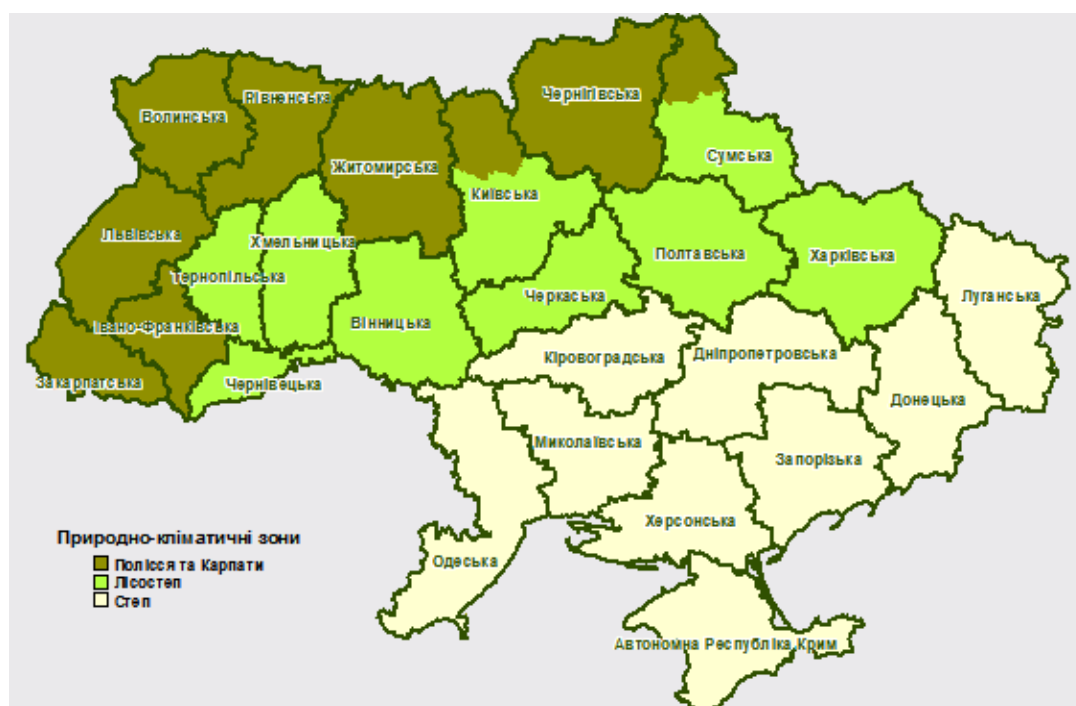 Чернігівська
Рівненська
Волинська
Сумська
Житомирська
Київська
Львівська
Хмельницька
Полтавська
Харківська
Тернопільська
Луганська
Черкаська
Вінницька
Івано-Франківська
Кіровоградська
Дніпропетровська
Закарпатська
Чернівецька
Донецька
Миколаївська
Запорізька
Херсонська
Одеська
Автономна Республіка Крим
Природно-кліматичні зони
Полісся та Карпати
Лісостеп
Степ